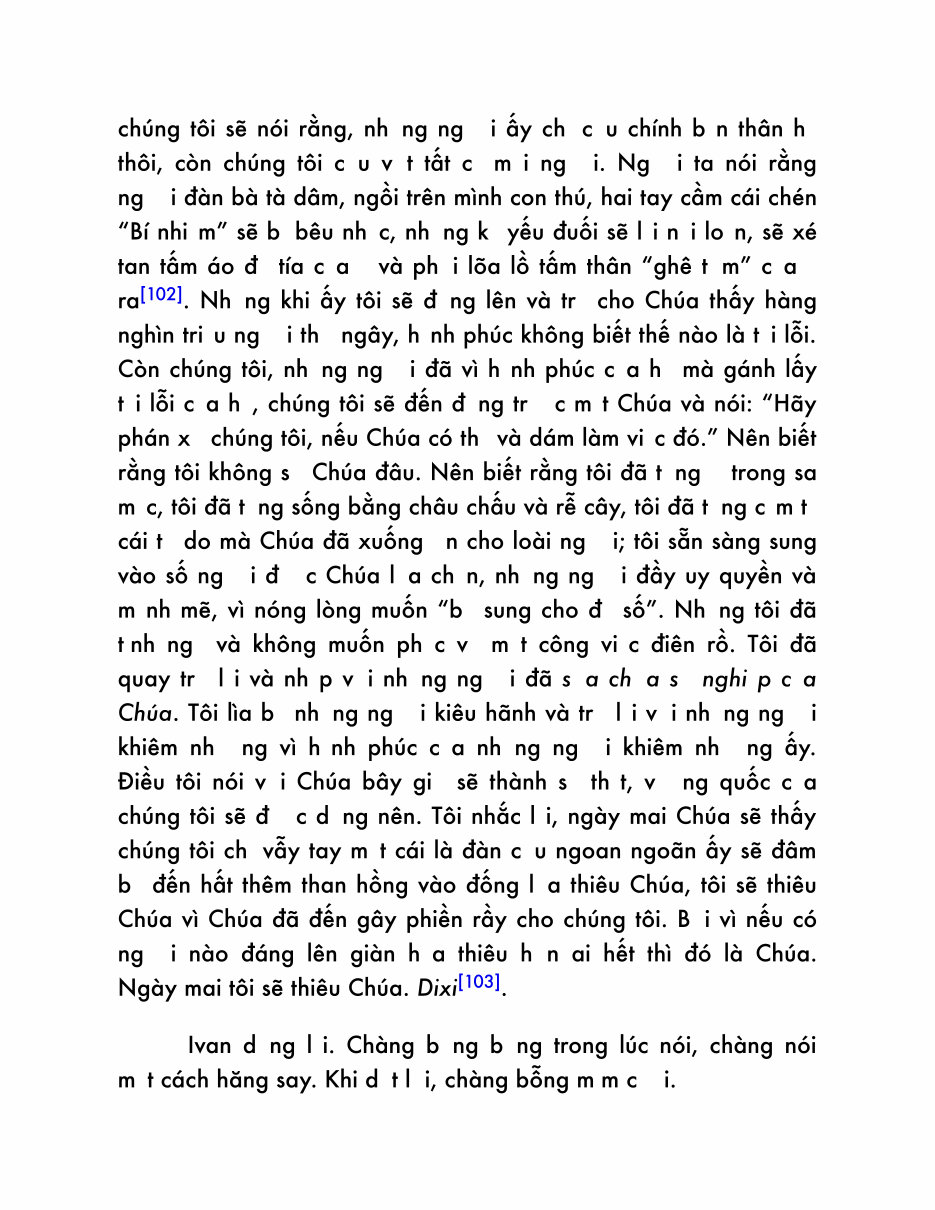 chúng tôi sẽ nói rằng, nh ng ng i ấy ch c u chính b n thân h
thôi, còn chúng tôi c u v t tất c m i ng i. Ng i ta nói rằng
ng i đàn bà tà dâm, ngồi trên mình con thú, hai tay cầm cái chén
“Bí nhi m” sẽ b bêu nh c, nh ng k yếu đuối sẽ l i n i lo n, sẽ xé
tan tấm áo đ tía c a và ph i lõa lồ tấm thân “ghê t m” c a
ra[102]. Nh ng khi ấy tôi sẽ đ ng lên và tr cho Chúa thấy hàng
nghìn tri u ng i th ngây, h nh phúc không biết thế nào là t i lỗi.
Còn chúng tôi, nh ng ng i đã vì h nh phúc c a h mà gánh lấy
t i lỗi c a h , chúng tôi sẽ đến đ ng tr c m t Chúa và nói: “Hãy
phán x chúng tôi, nếu Chúa có th và dám làm vi c đó.” Nên biết
rằng tôi không s Chúa đâu. Nên biết rằng tôi đã t ng trong sa
m c, tôi đã t ng sống bằng châu chấu và rễ cây, tôi đã t ng c m t
cái t do mà Chúa đã xuống n cho loài ng i; tôi sẵn sàng sung
vào số ng i đ c Chúa l a ch n, nh ng ng i đầy uy quyền và
m nh mẽ, vì nóng lòng muốn “b sung cho đ số”. Nh ng tôi đã
t nh ng và không muốn ph c v m t công vi c điên rồ. Tôi đã
quay tr l i và nh p v i nh ng ng i đã s a ch a s nghi p c a
Chúa. Tôi lìa b nh ng ng i kiêu hãnh và tr l i v i nh ng ng i
khiêm nh ng vì h nh phúc c a nh ng ng i khiêm nh ng ấy.
Điều tôi nói v i Chúa bây gi sẽ thành s th t, v ng quốc c a
chúng tôi sẽ đ c d ng nên. Tôi nhắc l i, ngày mai Chúa sẽ thấy
chúng tôi ch vẫy tay m t cái là đàn c u ngoan ngoãn ấy sẽ đâm
b đến hất thêm than hồng vào đống l a thiêu Chúa, tôi sẽ thiêu
Chúa vì Chúa đã đến gây phiền rầy cho chúng tôi. B i vì nếu có
ng i nào đáng lên giàn h a thiêu h n ai hết thì đó là Chúa.
Ngày mai tôi sẽ thiêu Chúa. Dixi[103].
Ivan d ng l i. Chàng b ng b ng trong lúc nói, chàng nói
m t cách hăng say. Khi d t l i, chàng bỗng m m c i.